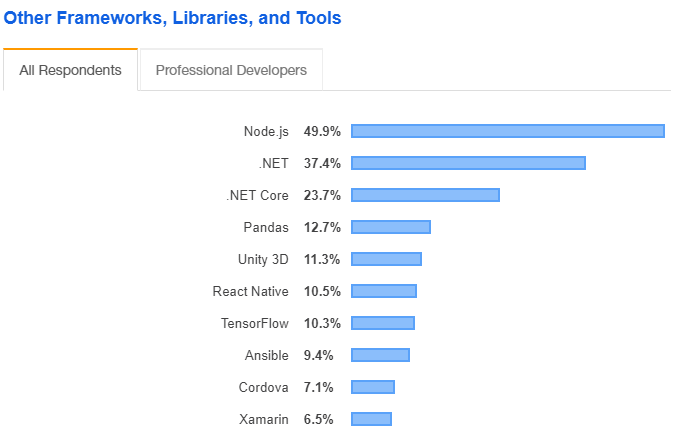 Other Frameworks, Libraries, and Tools
All Respondents Professional Developers
Node.js 49.9%
.NET 37.4%
.NET Core 23.7%
Pandas 12.7%
Unity 3D 11.3%
React Native 10.5%
TensorFlow 10.3%
Ansible 9.4%
Cordova 7.1%
Xamarin 6.5%